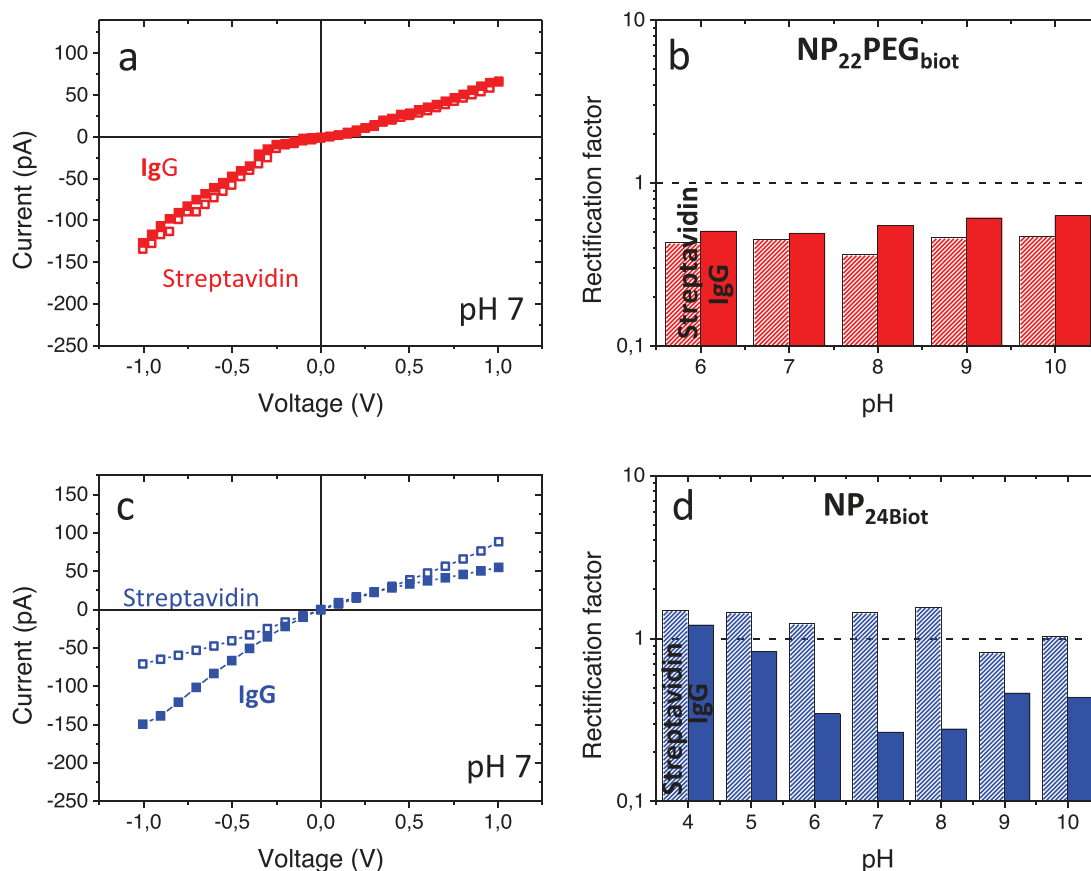 a
100
50
0
-50
-100
-150
-200
-250
Current (pA)
IgG
Streptavidin
pH 7
-1,0 -0,5 0,0 0,5 1,0
Voltage (V)
b
NP22PEGbiot
10
1
0,1
Rectification factor
Streptavidin
IgG
6 7 8 9 10
pH
c
150
100
50
0
-50
-100
-150
-200
-250
Current (pA)
Streptavidin
IgG
pH 7
-1,0 -0,5 0,0 0,5 1,0
Voltage (V)
d
NP24Biot
10
1
0,1
Rectification factor
Streptavidin
IgG
4 5 6 7 8 9 10
pH